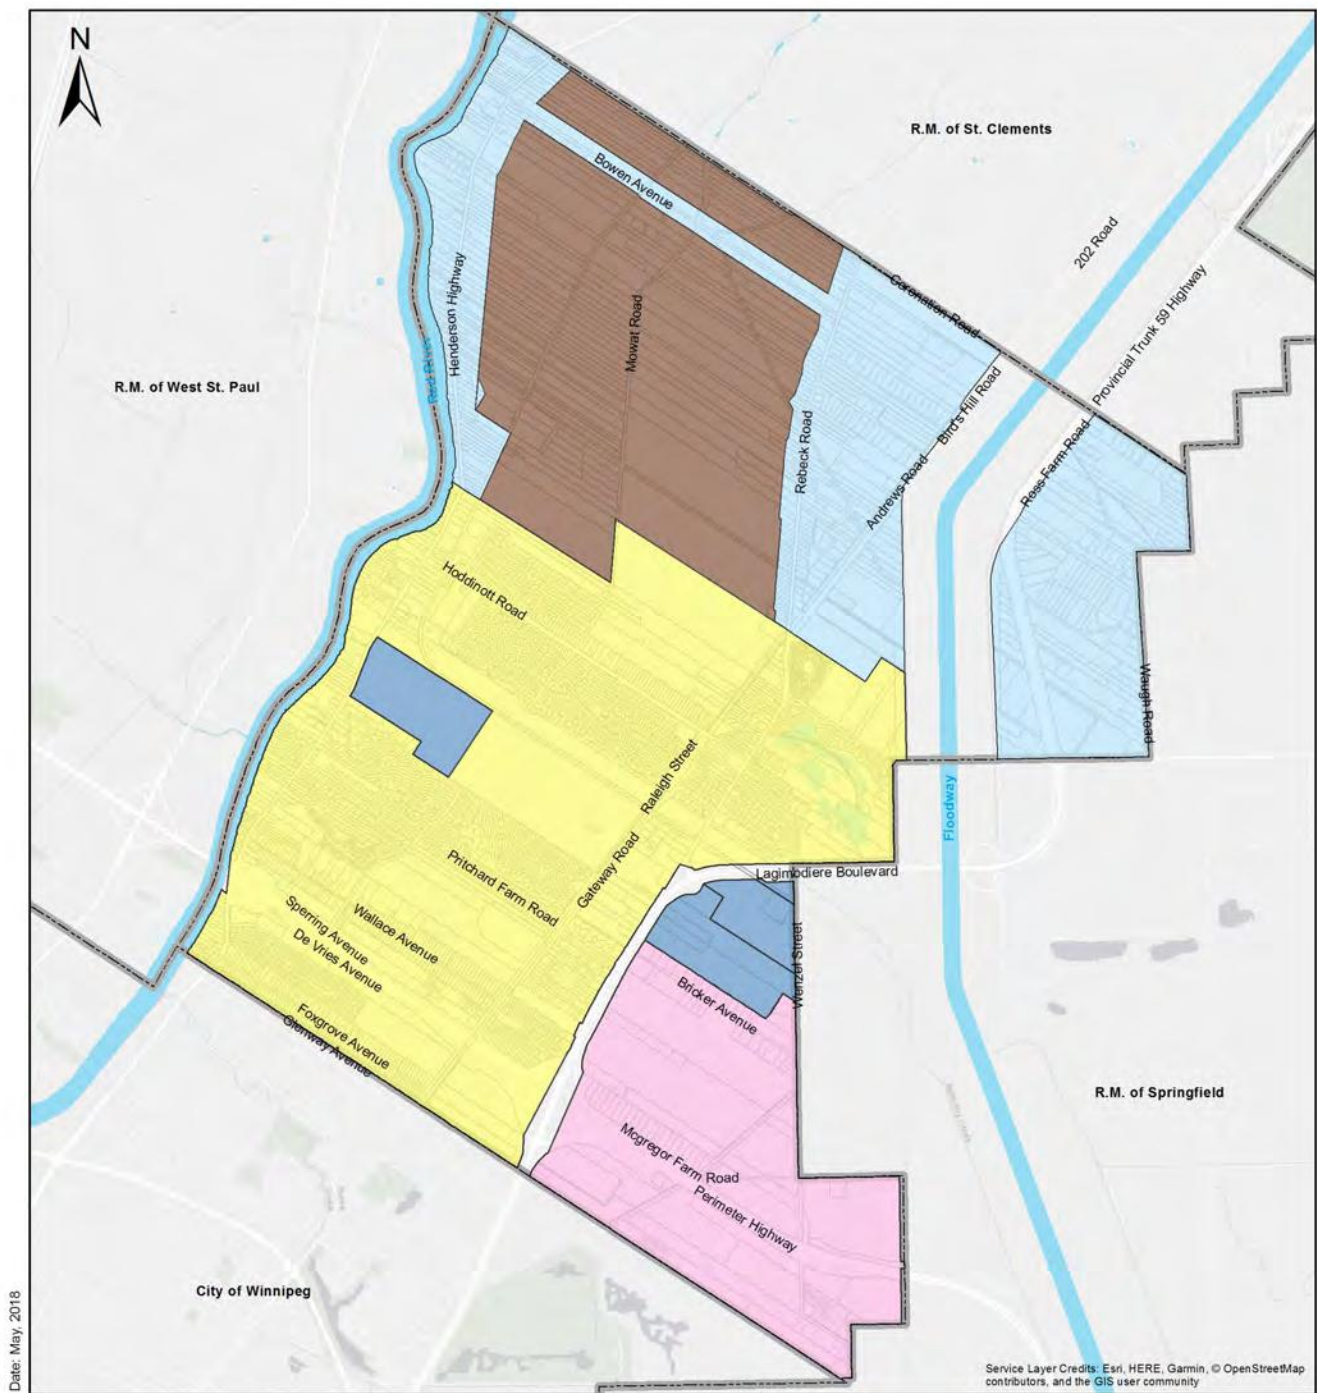 N
R.M. of St. Clements
Bowen Avenue
202 Road
Henderson Highway
Coronation Road
Provincial Trunk 59 Highway
Mowat Road
Red River
R.M. of West St. Paul
Bird's Hill Road
Rebeck Road
Andrews Road
Ross Farm Road
Hoddinott Road
Waugh Road
Raleigh Street
Floodway
Gateway Road
Pritchard Farm Road
Lagimodiere Boulevard
Sperring Avenue
Wallace Avenue
De Vries Avenue
Wenzel Street
Bricker Avenue
Foxgrove Avenue
Glenway Avenue
R.M. of Springfield
Mcgregor Farm Road
Perimeter Highway
City of Winnipeg
Date: May, 2018
Service Layer Credits: Esri, HERE, Garmin, © OpenStreetMap
contributors, and the GIS user community